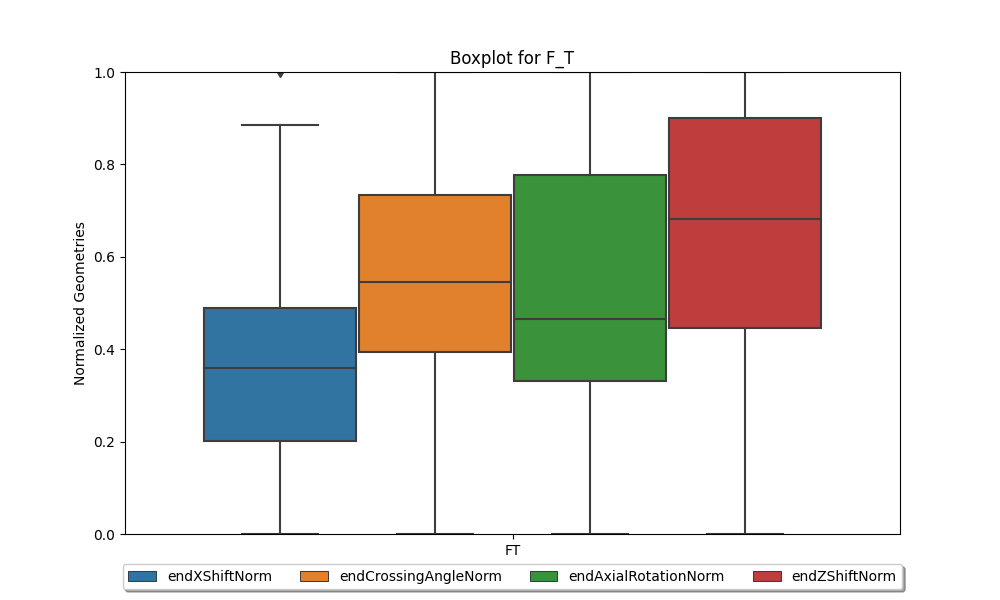 Boxplot for F_T
1.0
0.8
0.6
0.4
0.2
0.0
Normalized Geometries
FT
endXShiftNorm endCrossingAngleNorm endAxialRotationNorm endZShiftNorm